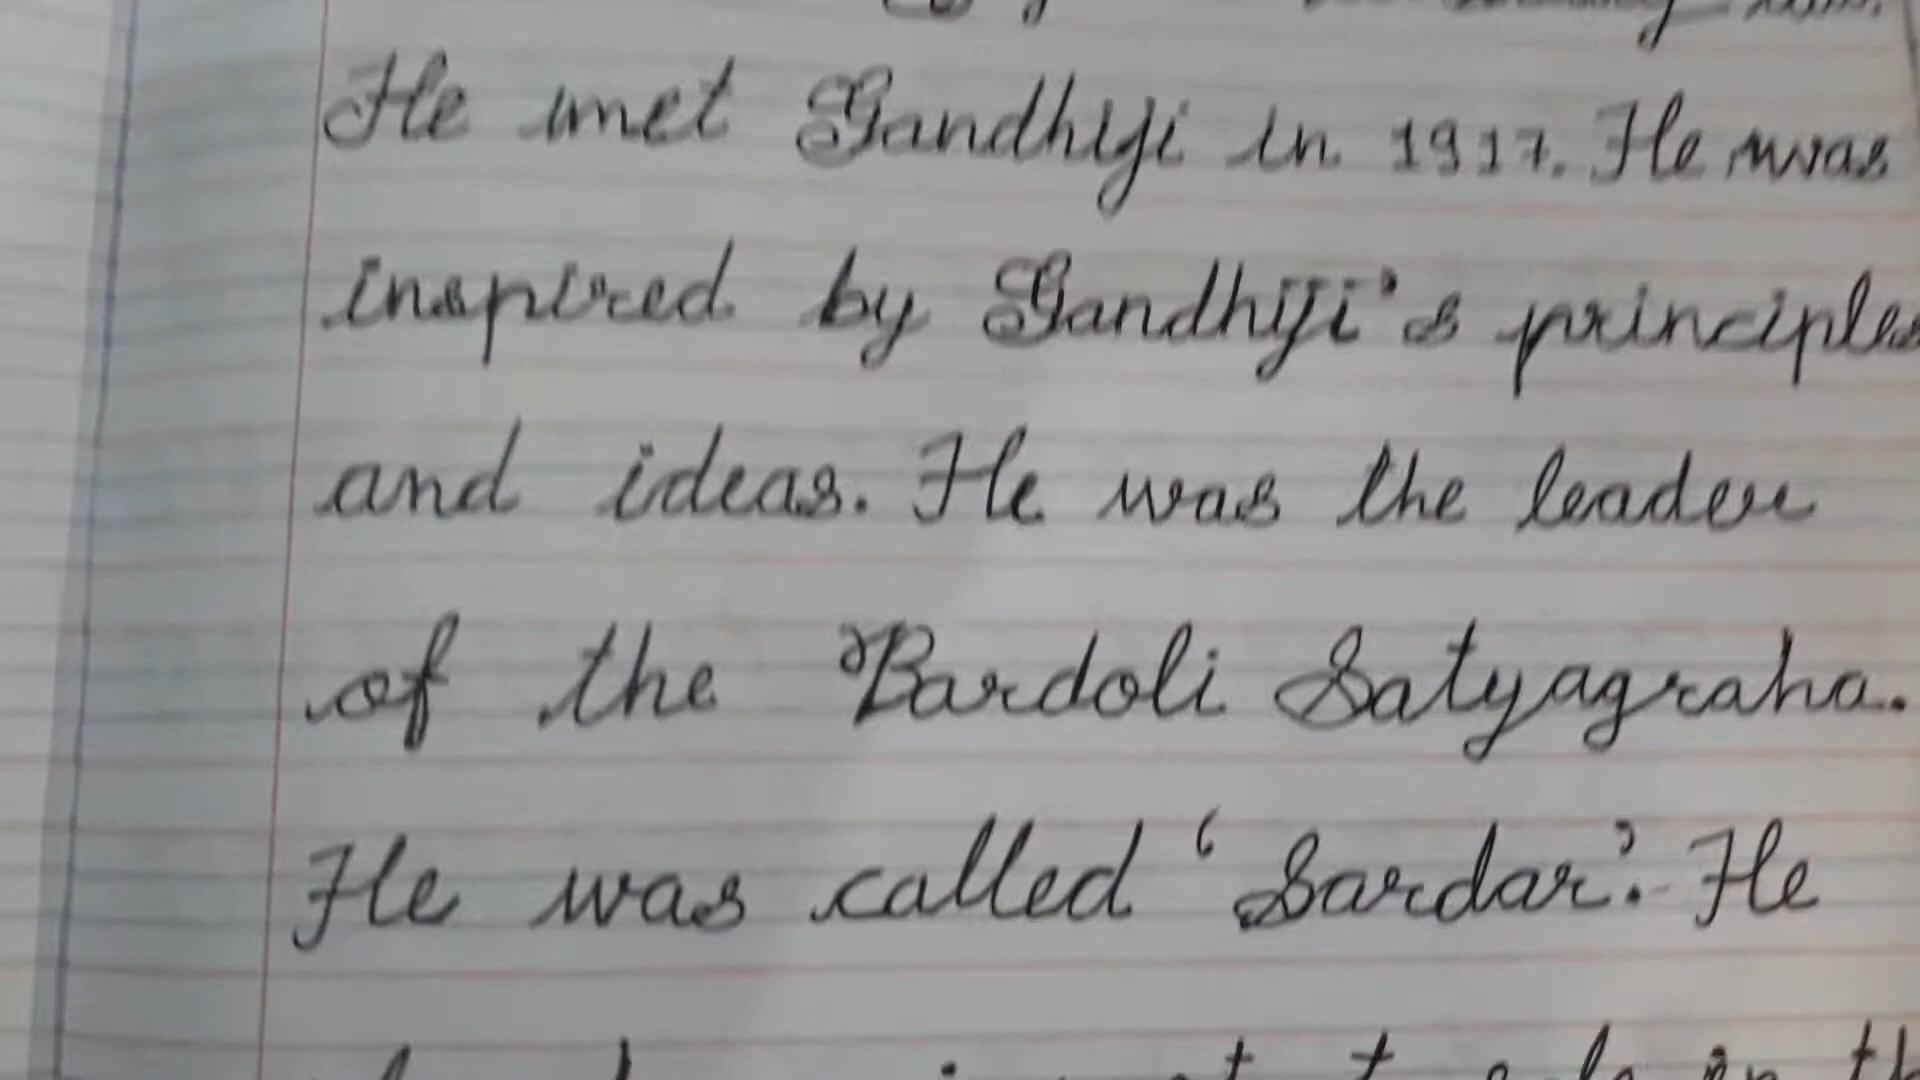 He met Gandhiji in 1917. He was
inspired by Gandhiji's principles
and ideas. He was the leader
of the Bardoli Satyagraha.
He was called 'Sardar'. He